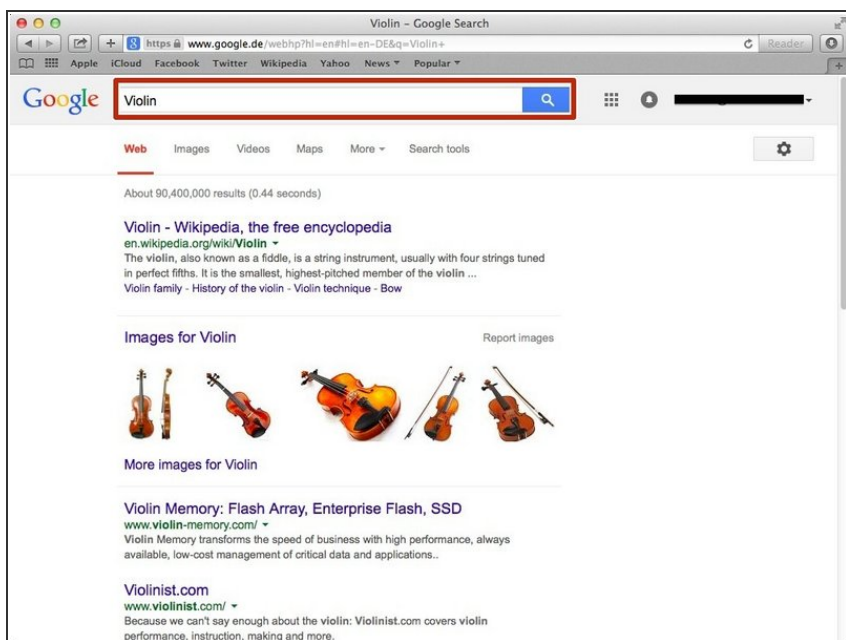 Violin - Google Search
https www.google.de/webhp?hl=en#hl=en-DE&q=Violin+
Reader
Apple iCloud Facebook Twitter Wikipedia Yahoo News Popular
Google Violin
Web Images Videos Maps More Search tools
About 90,400,000 results (0.44 seconds)
Violin - Wikipedia, the free encyclopedia
en.wikipedia.org/wiki/Violin
The violin, also known as a fiddle, is a string instrument, usually with four strings tuned
in perfect fifths. It is the smallest, highest-pitched member of the violin ...
Violin family - History of the violin - Violin technique - Bow
Images for Violin Report images
More images for Violin
Violin Memory: Flash Array, Enterprise Flash, SSD
www.violin-memory.com/
Violin Memory transforms the speed of business with high performance, always
available, low-cost management of critical data and applications..
Violinist.com
www.violinist.com/
Because we can't say enough about the violin: Violinist.com covers violin
performance, instruction, making and more.